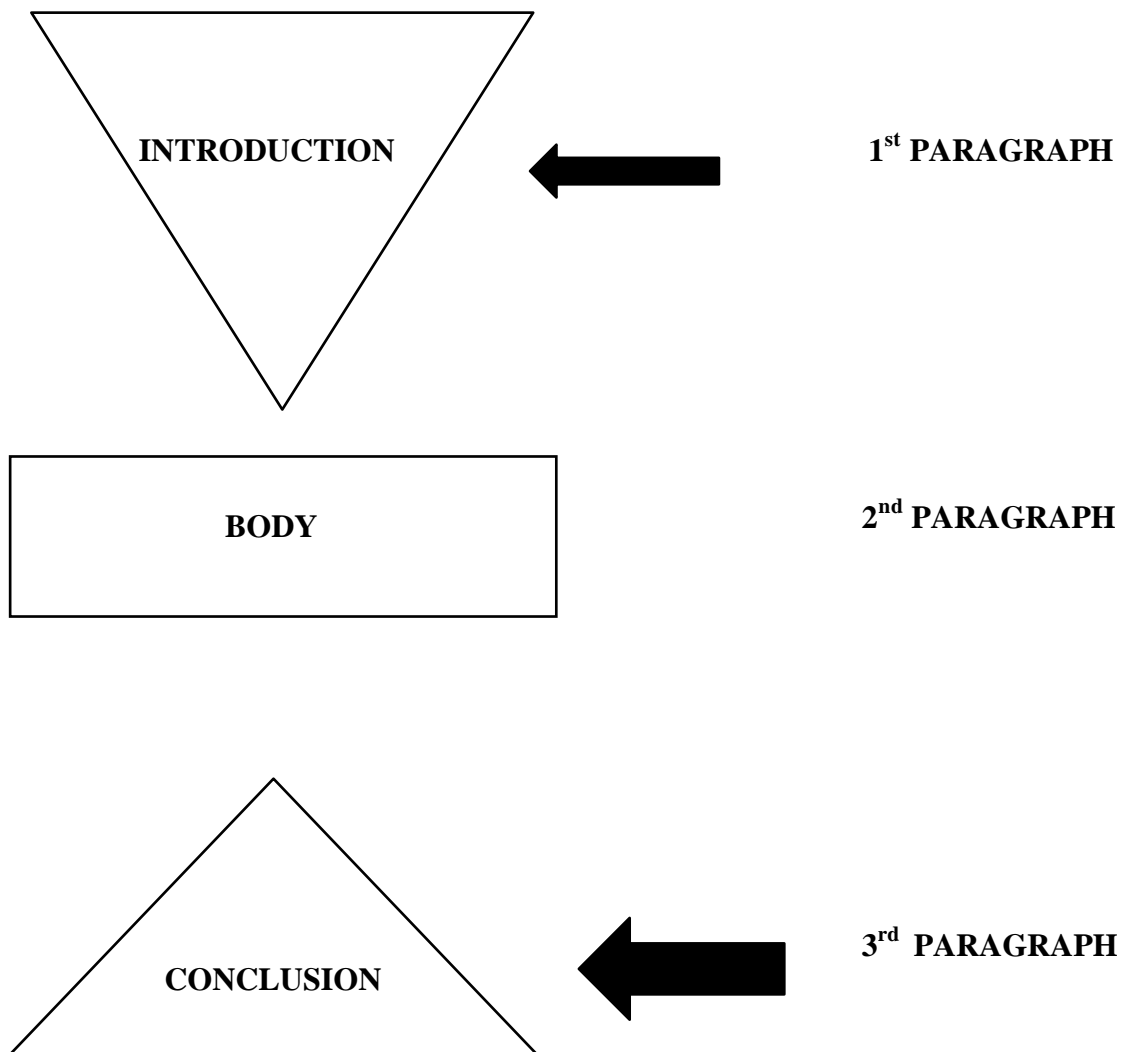 INTRODUCTION
1st PARAGRAPH
BODY
2nd PARAGRAPH
CONCLUSION
3rd PARAGRAPH